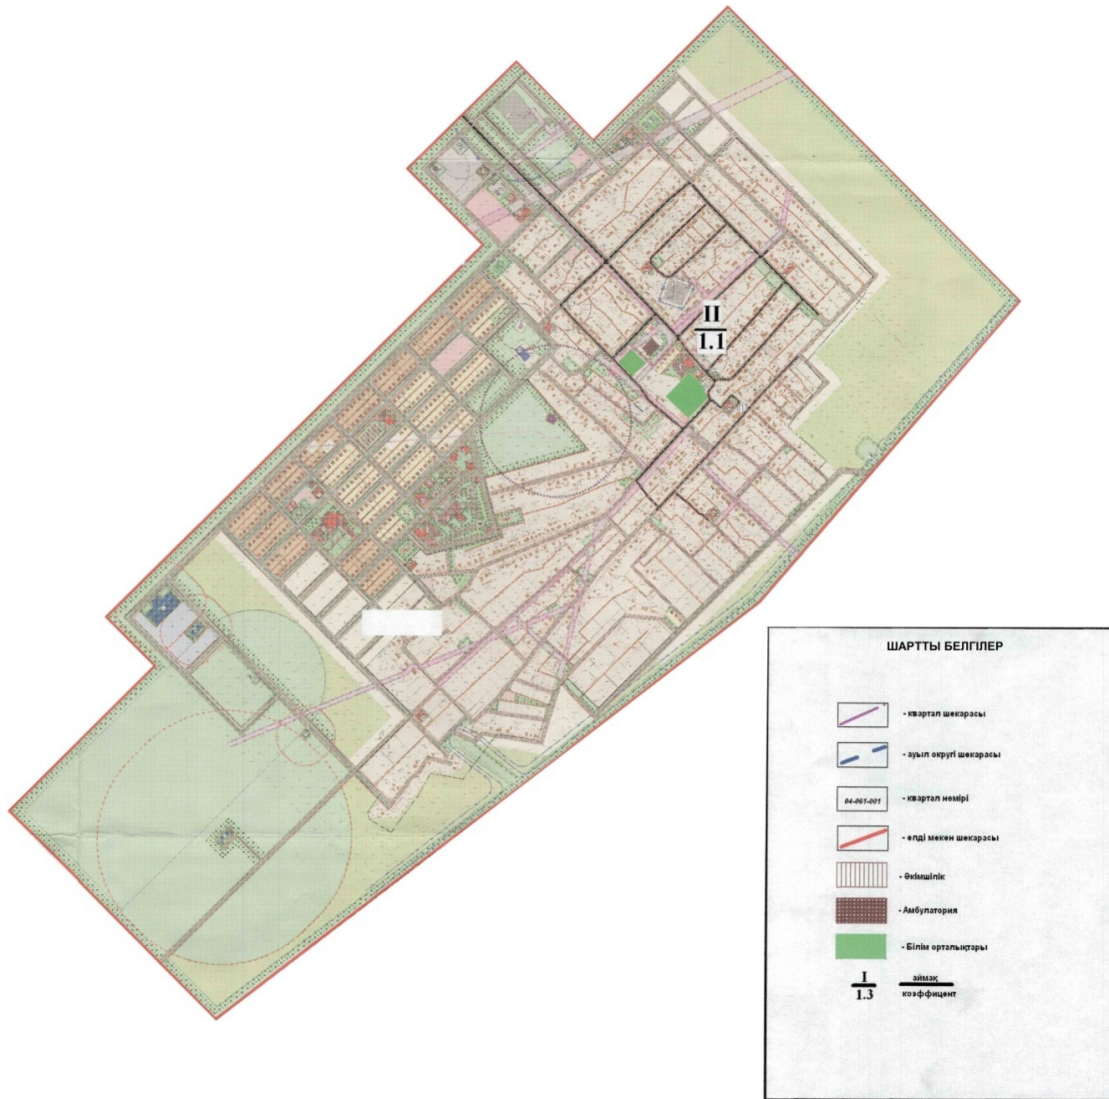 II
1.1
ШАРТТЫ БЕЛГІЛЕР
- квартал шекарасы
- ауыл округі шекарасы
04-061-001 - квартал нөмірі
- елді мекен шекарасы
- Әкімшілік
- Амбулатория
- Білім орталықтары
I
1.3
аймақ
коэффицент